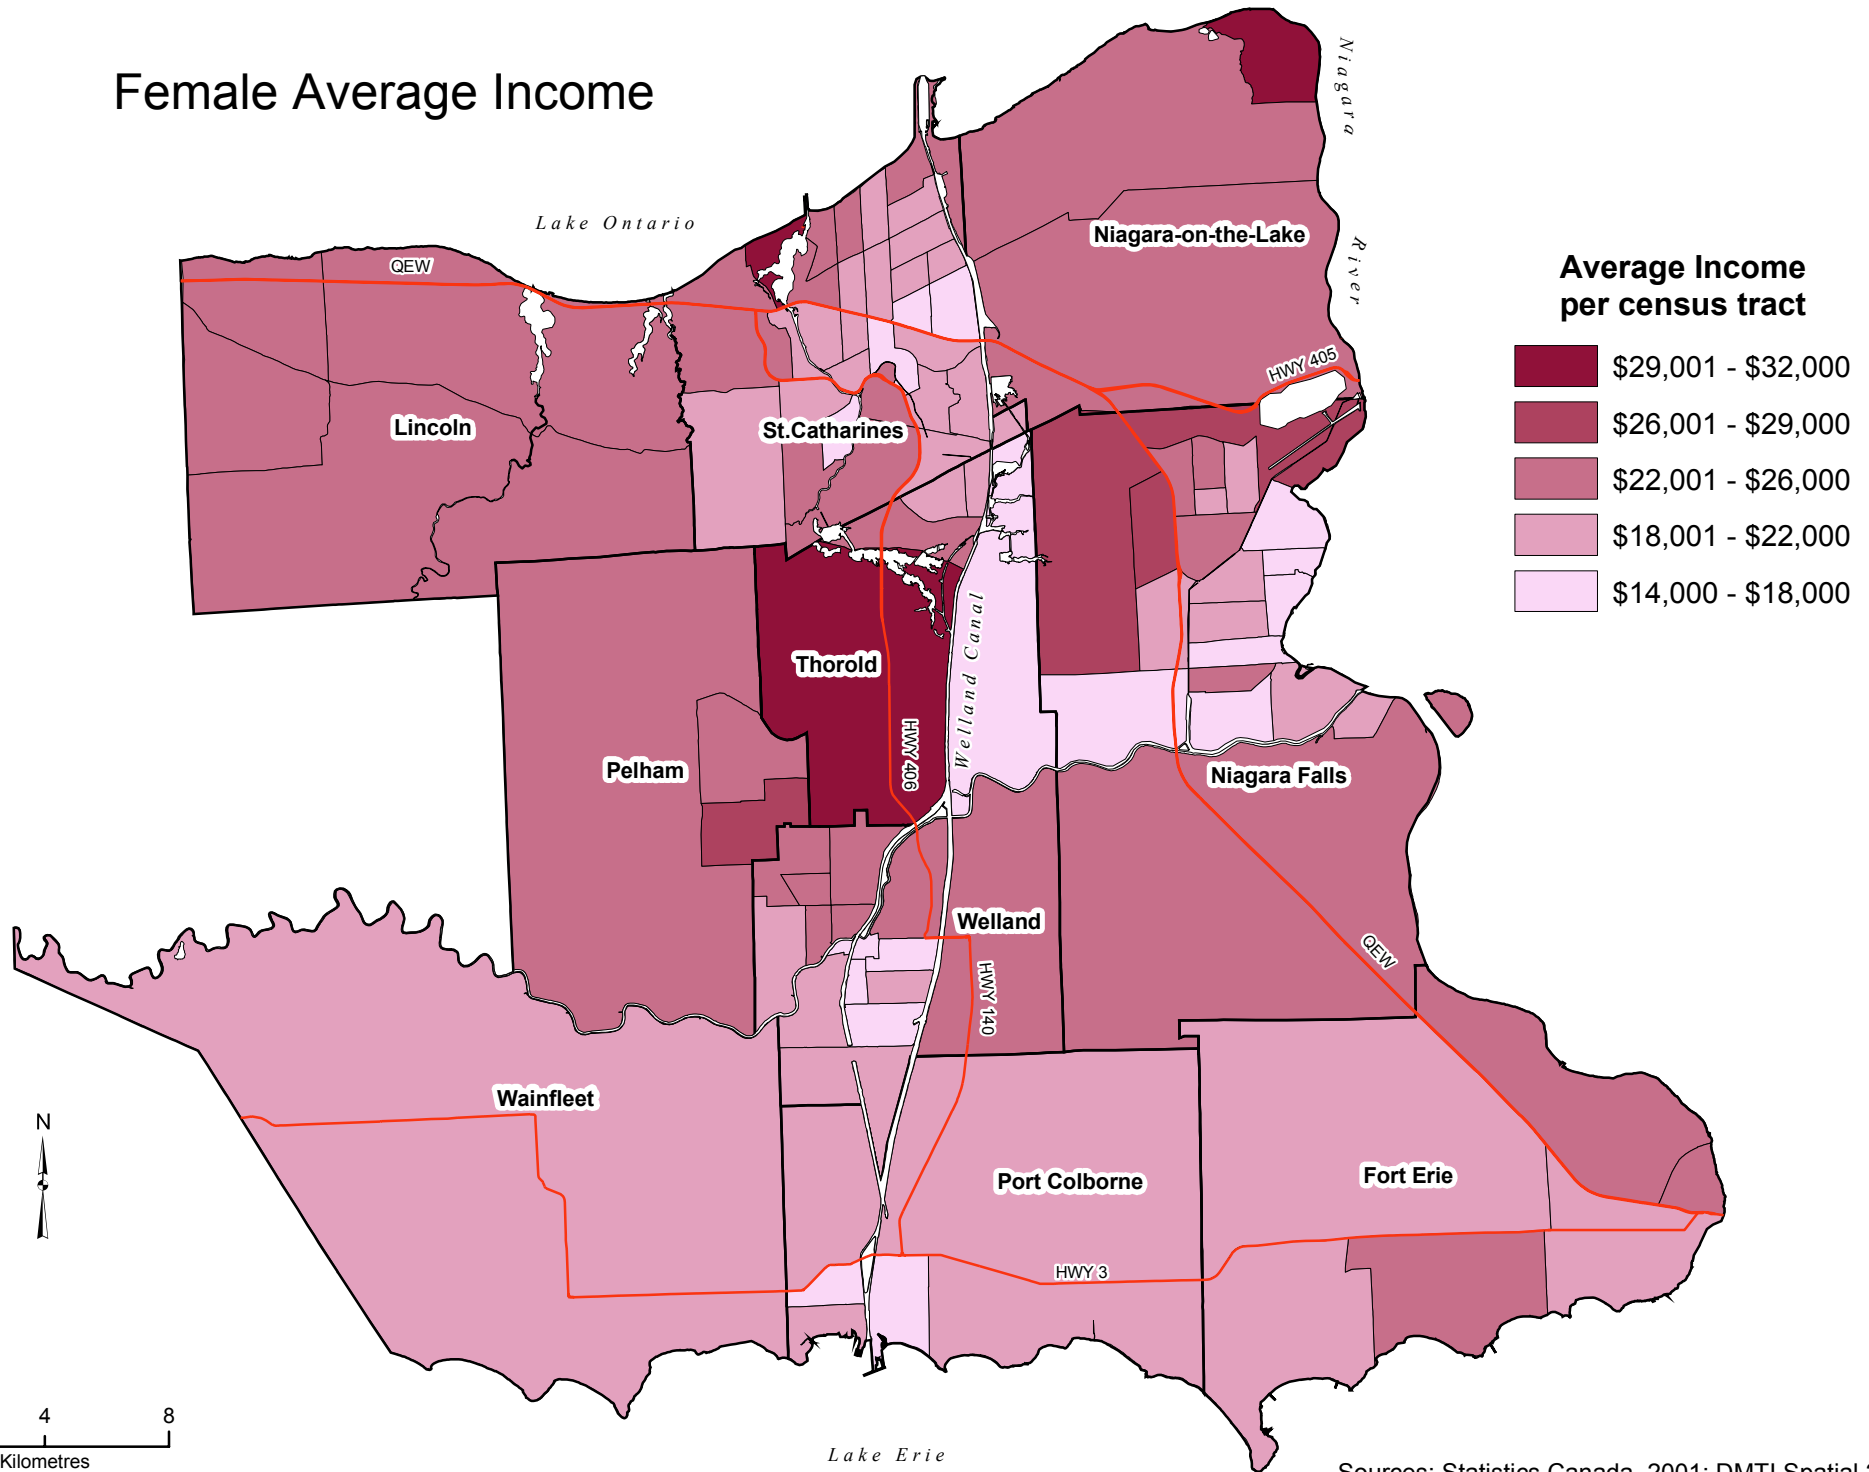 Female Average Income
Niagara
River
Lake Ontario
QEW
Niagara-on-the-Lake
Average Income
per census tract
$29,001 - $32,000
$26,001 - $29,000
$22,001 - $26,000
$18,001 - $22,000
$14,000 - $18,000
HWY 405
Lincoln
St.Catharines
Thorold
Welland Canal
HWY 406
Pelham
Niagara Falls
Welland
QEW
HWY 140
Wainfleet
N
Port Colborne
Fort Erie
HWY 3
4 8
Kilometres
Lake Erie
Sources: Statistics Canada, 2001; DMTI Spatial